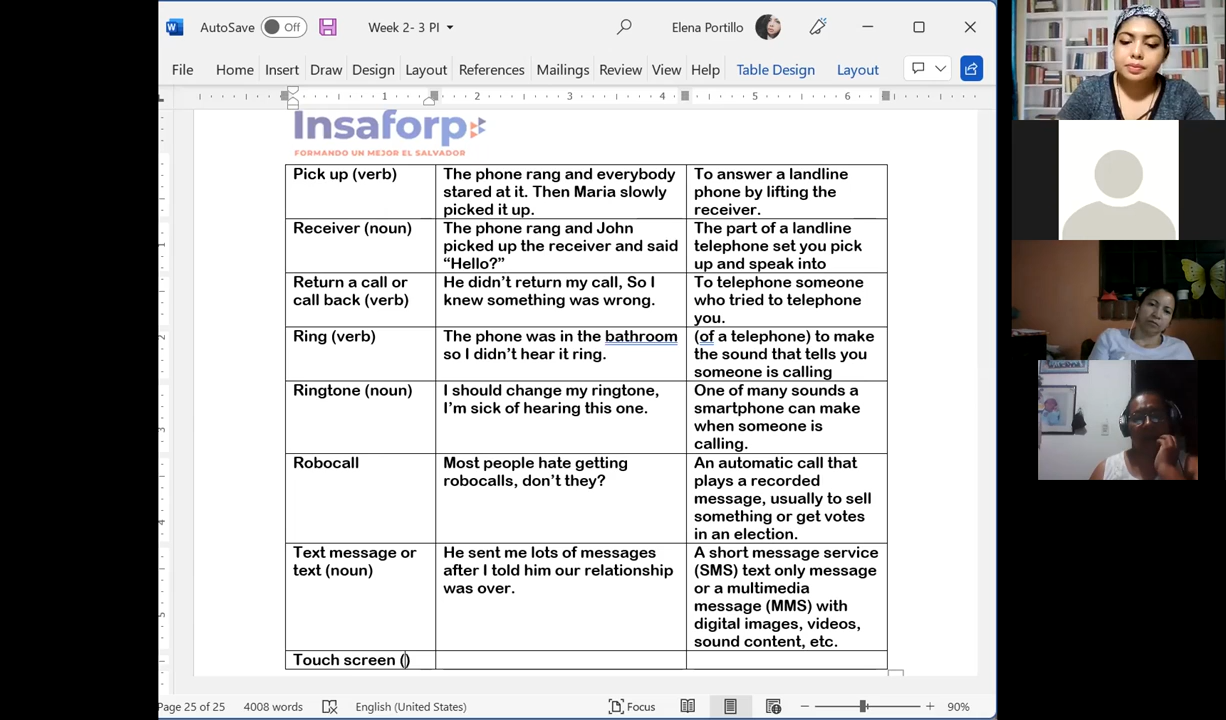 AutoSave Off Week 2- 3 PI Elena Portillo
File Home Insert Draw Design Layout References Mailings Review View Help Table Design Layout
1 2 3 4 5 6
Insaforp
FORMANDO UN MEJOR EL SALVADOR
Pick up (verb)
The phone rang and everybody
stared at it. Then Maria slowly
picked it up.
To answer a landline
phone by lifting the
receiver.
Receiver (noun)
The phone rang and John
picked up the receiver and said
“Hello?”
The part of a landline
telephone set you pick
up and speak into
Return a call or
call back (verb)
He didn’t return my call, So I
knew something was wrong.
To telephone someone
who tried to telephone
you.
Ring (verb)
The phone was in the bathroom
so I didn’t hear it ring.
(of a telephone) to make
the sound that tells you
someone is calling
Ringtone (noun)
I should change my ringtone,
I’m sick of hearing this one.
One of many sounds a
smartphone can make
when someone is
calling.
Robocall
Most people hate getting
robocalls, don’t they?
An automatic call that
plays a recorded
message, usually to sell
something or get votes
in an election.
Text message or
text (noun)
He sent me lots of messages
after I told him our relationship
was over.
A short message service
(SMS) text only message
or a multimedia
message (MMS) with
digital images, videos,
sound content, etc.
Touch screen ()
Page 25 of 25 4008 words English (United States) Focus 90%